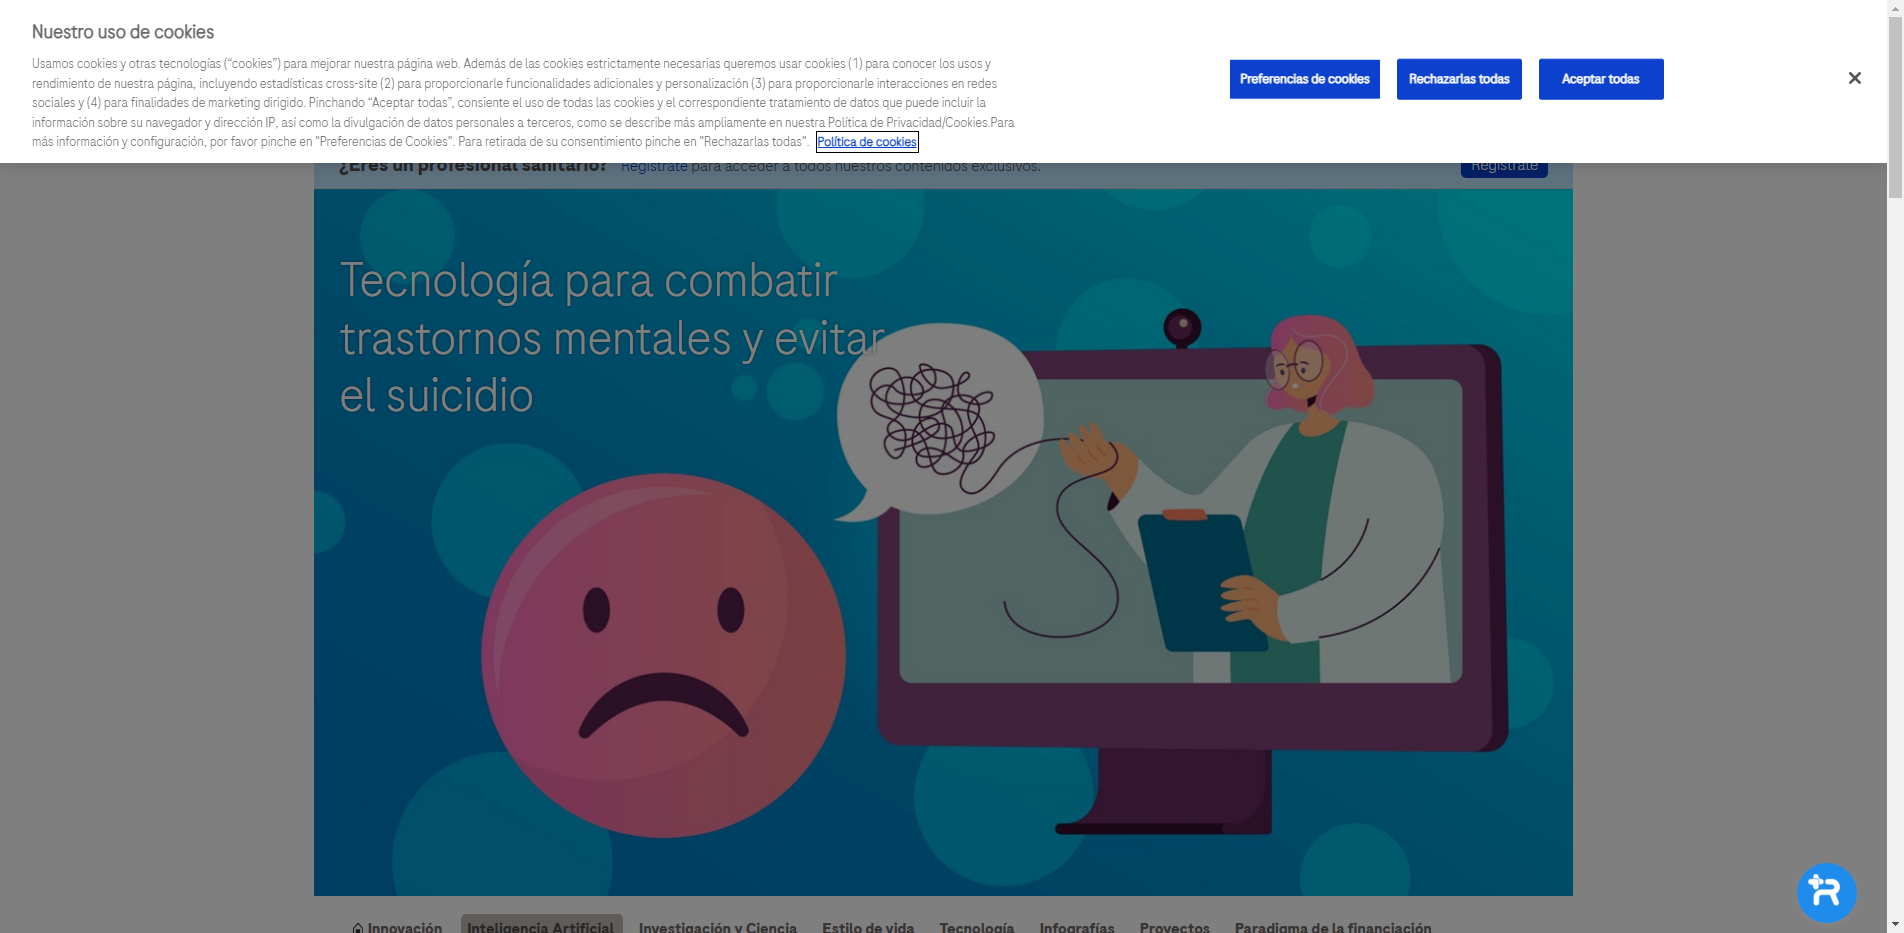 Nuestro uso de cookies
Usamos cookies y otras tecnologías (“cookies”) para mejorar nuestra página web. Además de las cookies estrictamente necesarias queremos usar cookies (1) para conocer los usos y
rendimiento de nuestra página, incluyendo estadísticas cross-site (2) para proporcionarle funcionalidades adicionales y personalización (3) para proporcionarle interacciones en redes
sociales y (4) para finalidades de marketing dirigido. Pinchando “Aceptar todas”, consiente el uso de todas las cookies y el correspondiente tratamiento de datos que puede incluir la
información sobre su navegador y dirección IP, así como la divulgación de datos personales a terceros, como se describe más ampliamente en nuestra Política de Privacidad/Cookies.Para
más información y configuración, por favor pinche en "Preferencias de Cookies". Para retirada de su consentimiento pinche en "Rechazarlas todas". Política de cookies
Preferencias de cookies Rechazarlas todas Aceptar todas
¿Eres un profesional sanitario? Regístrate para acceder a todos nuestros contenidos exclusivos. Regístrate
Tecnología para combatir
trastornos mentales y evitar
el suicidio
Innovación Inteligencia Artificial Investigación y Ciencia Estilo de vida Tecnología Infografías Proyectos Paradigma de la financiación